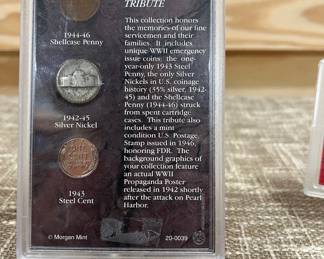 TRIBUTE
This collection honors
the memories of our fine
servicemen and their
families. It includes
unique WWII emergency
issue coins: the one-
year-only 1943 Steel
Penny, the only Silver
Nickels in U.S. coinage
history (35% silver, 1942-
45) and the Shellcase
Penny (1944-46) struck
from spent cartridge
cases. This tribute also
includes a mint
condition U.S. Postage
Stamp issued in 1946,
honoring FDR. The
background graphics of
your collection feature
an actual WWII
Propaganda Poster
released in 1942 shortly
after the attack on Pearl
Harbor.
1944-46
Shellcase Penny
1942-45
Silver Nickel
1943
Steel Cent
© Morgan Mint
20-0039